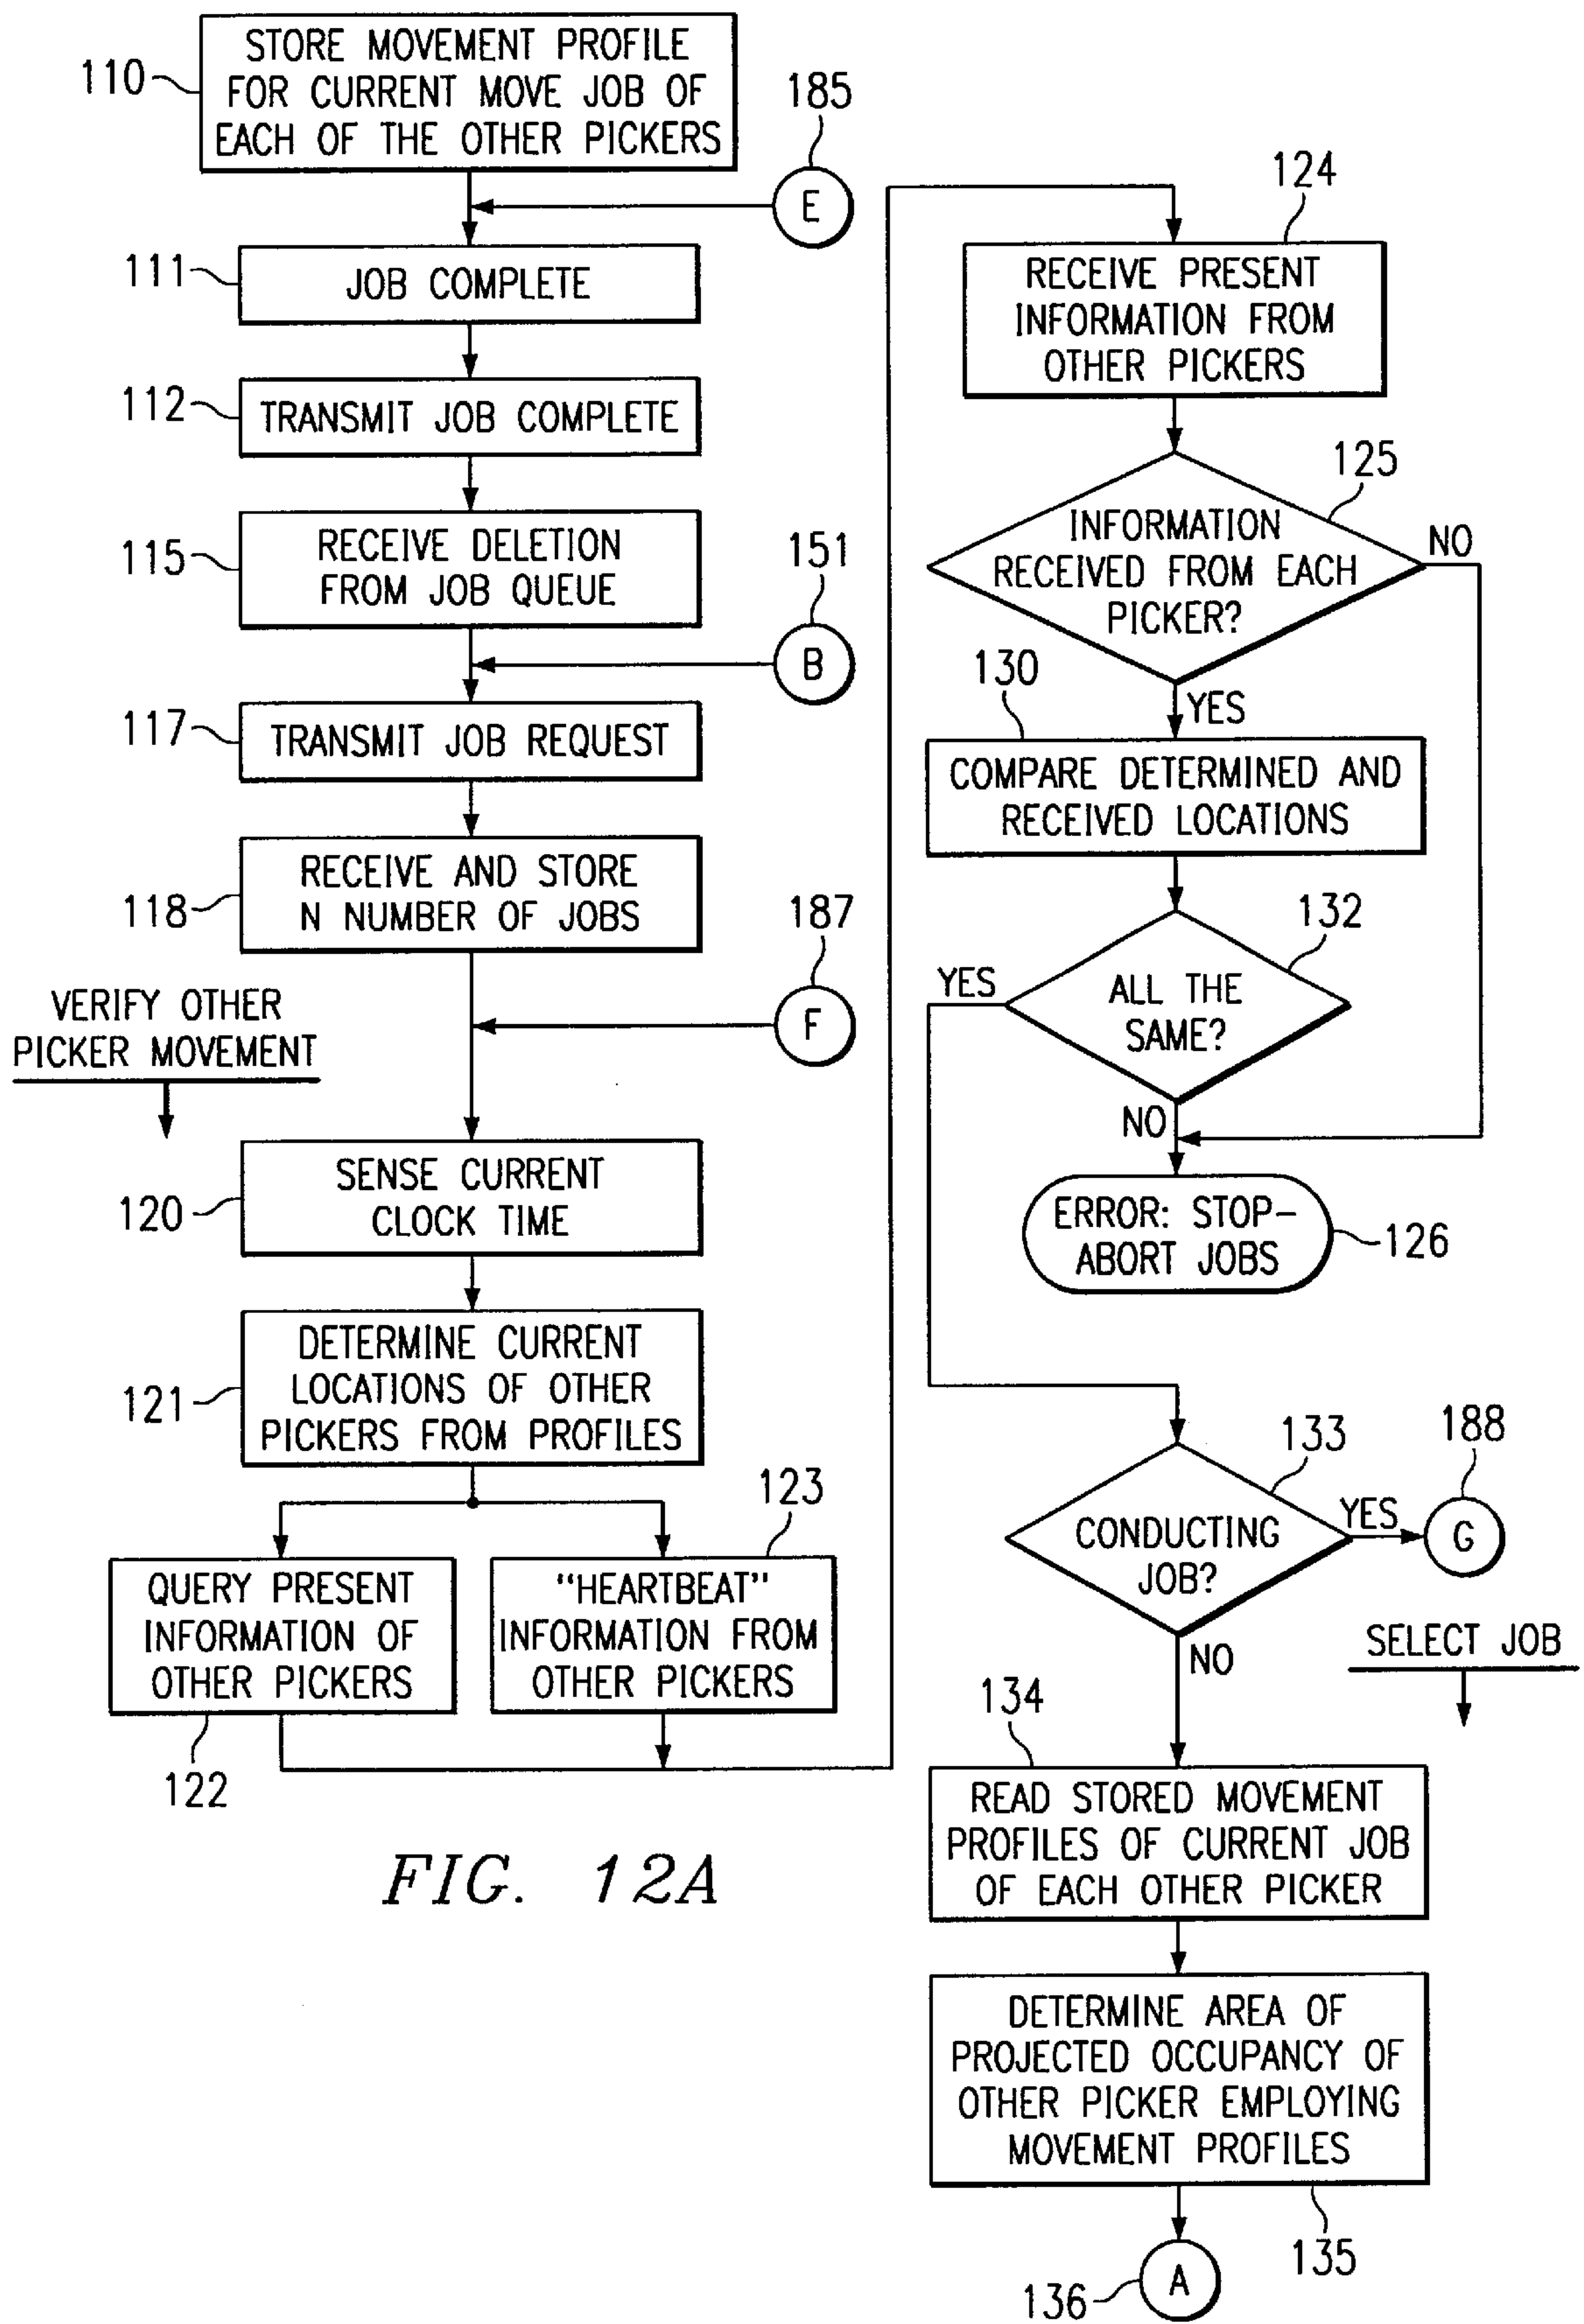 STORE MOVEMENT PROFILE
FOR CURRENT MOVE JOB OF
EACH OF THE OTHER PICKERS
110
185
E
JOB COMPLETE
111
TRANSMIT JOB COMPLETE
112
RECEIVE DELETION
FROM JOB QUEUE
115
151
B
TRANSMIT JOB REQUEST
117
RECEIVE AND STORE
N NUMBER OF JOBS
118
187
F
VERIFY OTHER
PICKER MOVEMENT
SENSE CURRENT
CLOCK TIME
120
DETERMINE CURRENT
LOCATIONS OF OTHER
PICKERS FROM PROFILES
121
QUERY PRESENT
INFORMATION OF
OTHER PICKERS
122
123
"HEARTBEAT"
INFORMATION FROM
OTHER PICKERS
124
RECEIVE PRESENT
INFORMATION FROM
OTHER PICKERS
125
INFORMATION
RECEIVED FROM EACH
PICKER?
NO
YES
130
COMPARE DETERMINED AND
RECEIVED LOCATIONS
132
ALL THE
SAME?
YES
NO
ERROR: STOP-
ABORT JOBS
126
133
CONDUCTING
JOB?
YES
188
G
NO
SELECT JOB
134
READ STORED MOVEMENT
PROFILES OF CURRENT JOB
OF EACH OTHER PICKER
DETERMINE AREA OF
PROJECTED OCCUPANCY OF
OTHER PICKER EMPLOYING
MOVEMENT PROFILES
135
136
A
FIG. 12A